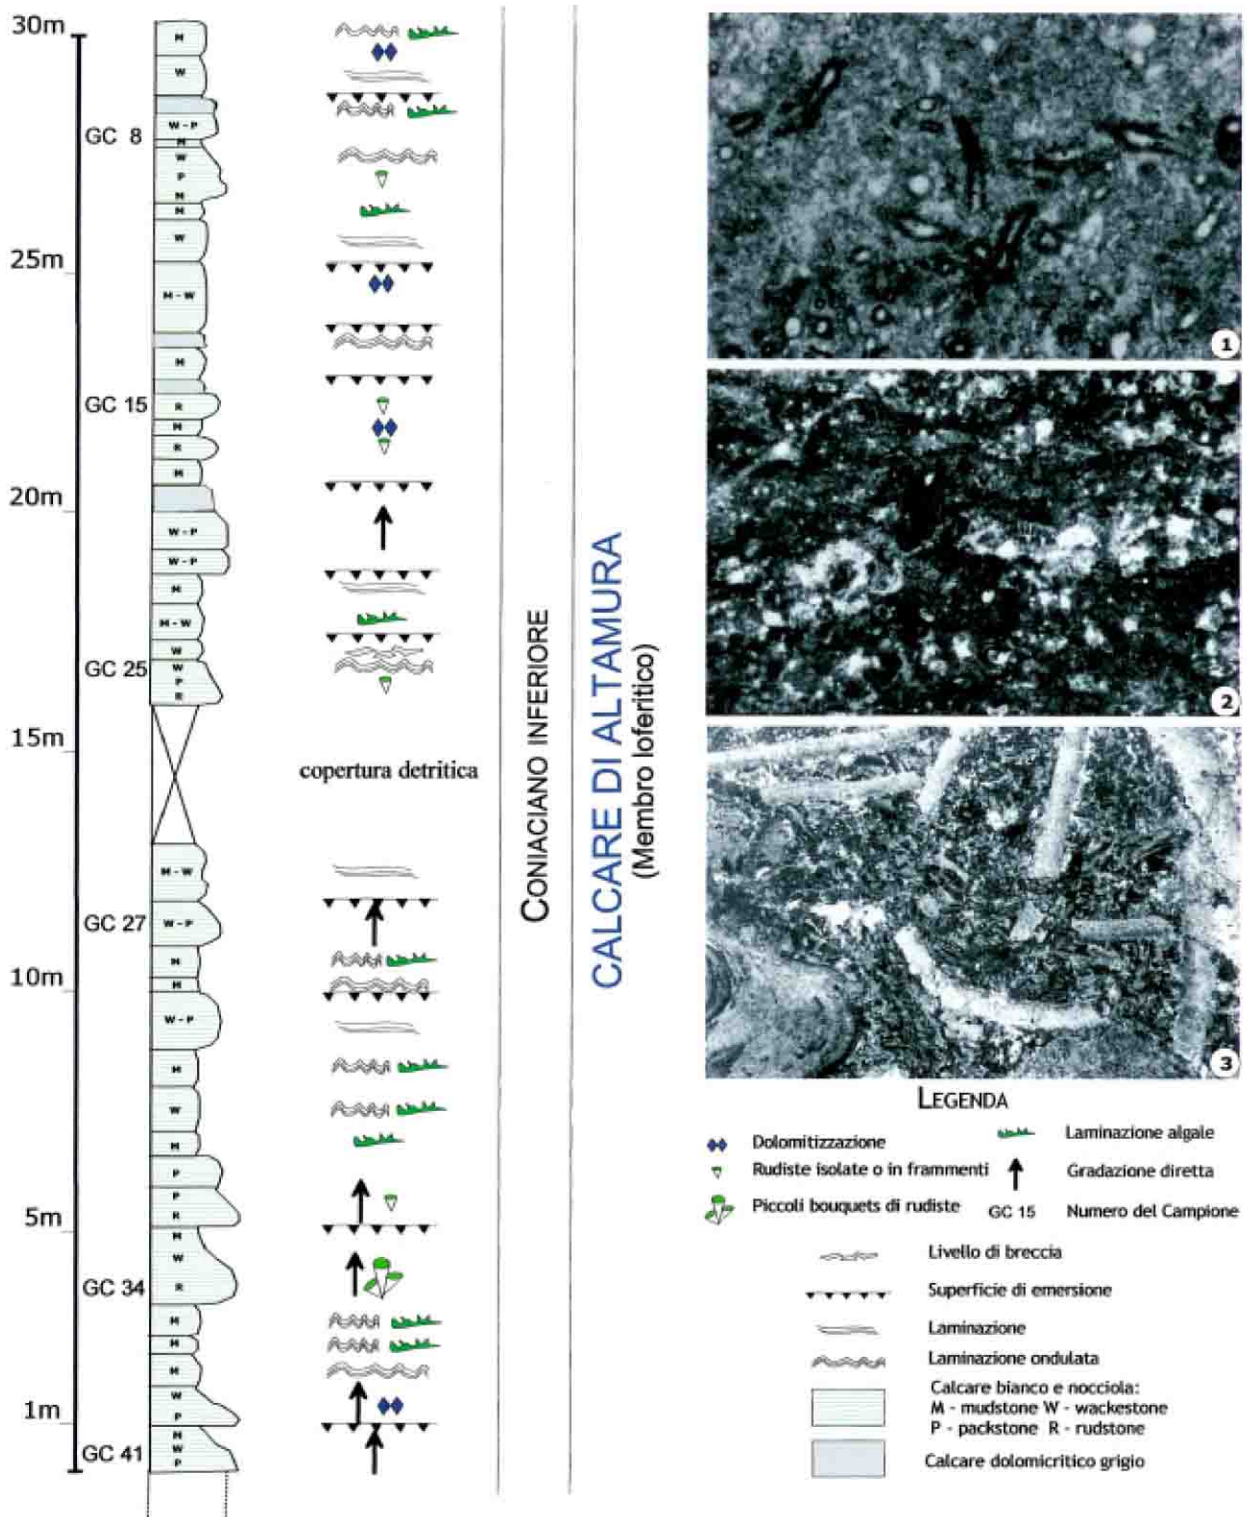 30m
M
W
GC 8
W - P
M
W
P
M
M
W
25m
M - W
M
GC 15
R
M
R
M
20m
W - P
W - P
M
M - W
W
GC 25
W
P
R
15m
copertura detritica
M - W
GC 27
W - P
M
10m
M
W - P
M
W
M
P
P
R
5m
M
W
GC 34
R
M
M
M
W
1m
P
M
W
GC 41
P
CONIACIANO INFERIORE
CALCARE DI ALTAMURA
(Membro loferitico)
1
2
3
LEGENDA
Dolomitizzazione
Laminazione algale
Rudiste isolate o in frammenti
Gradazione diretta
Piccoli bouquets di rudiste
GC 15
Numero del Campione
Livello di breccia
Superficie di emersione
Laminazione
Laminazione ondulata
Calcare bianco e nocciola:
M - mudstone W - wackestone
P - packstone R - rudstone
Calcare dolomicritico grigio